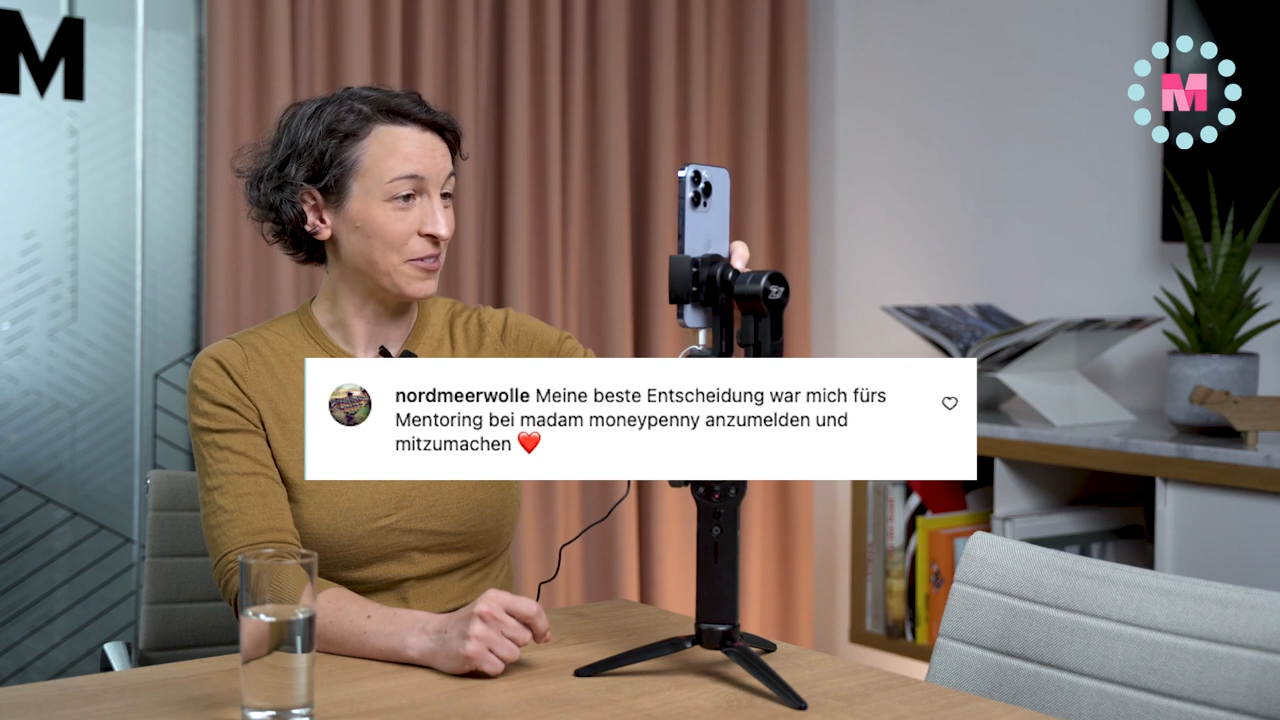 M
M
nordmeerwolle Meine beste Entscheidung war mich fürs
Mentoring bei madam moneypenny anzumelden und
mitzumachen ❤️